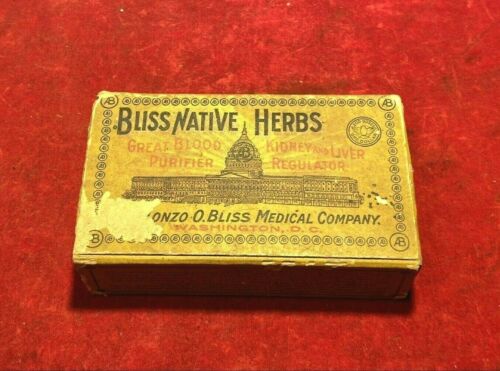 BLISS NATIVE HERBS
GREAT BLOOD KIDNEY AND LIVER
PURIFIER REGULATOR
ONZO O. BLISS MEDICAL COMPANY.
WASHINGTON, D. C.